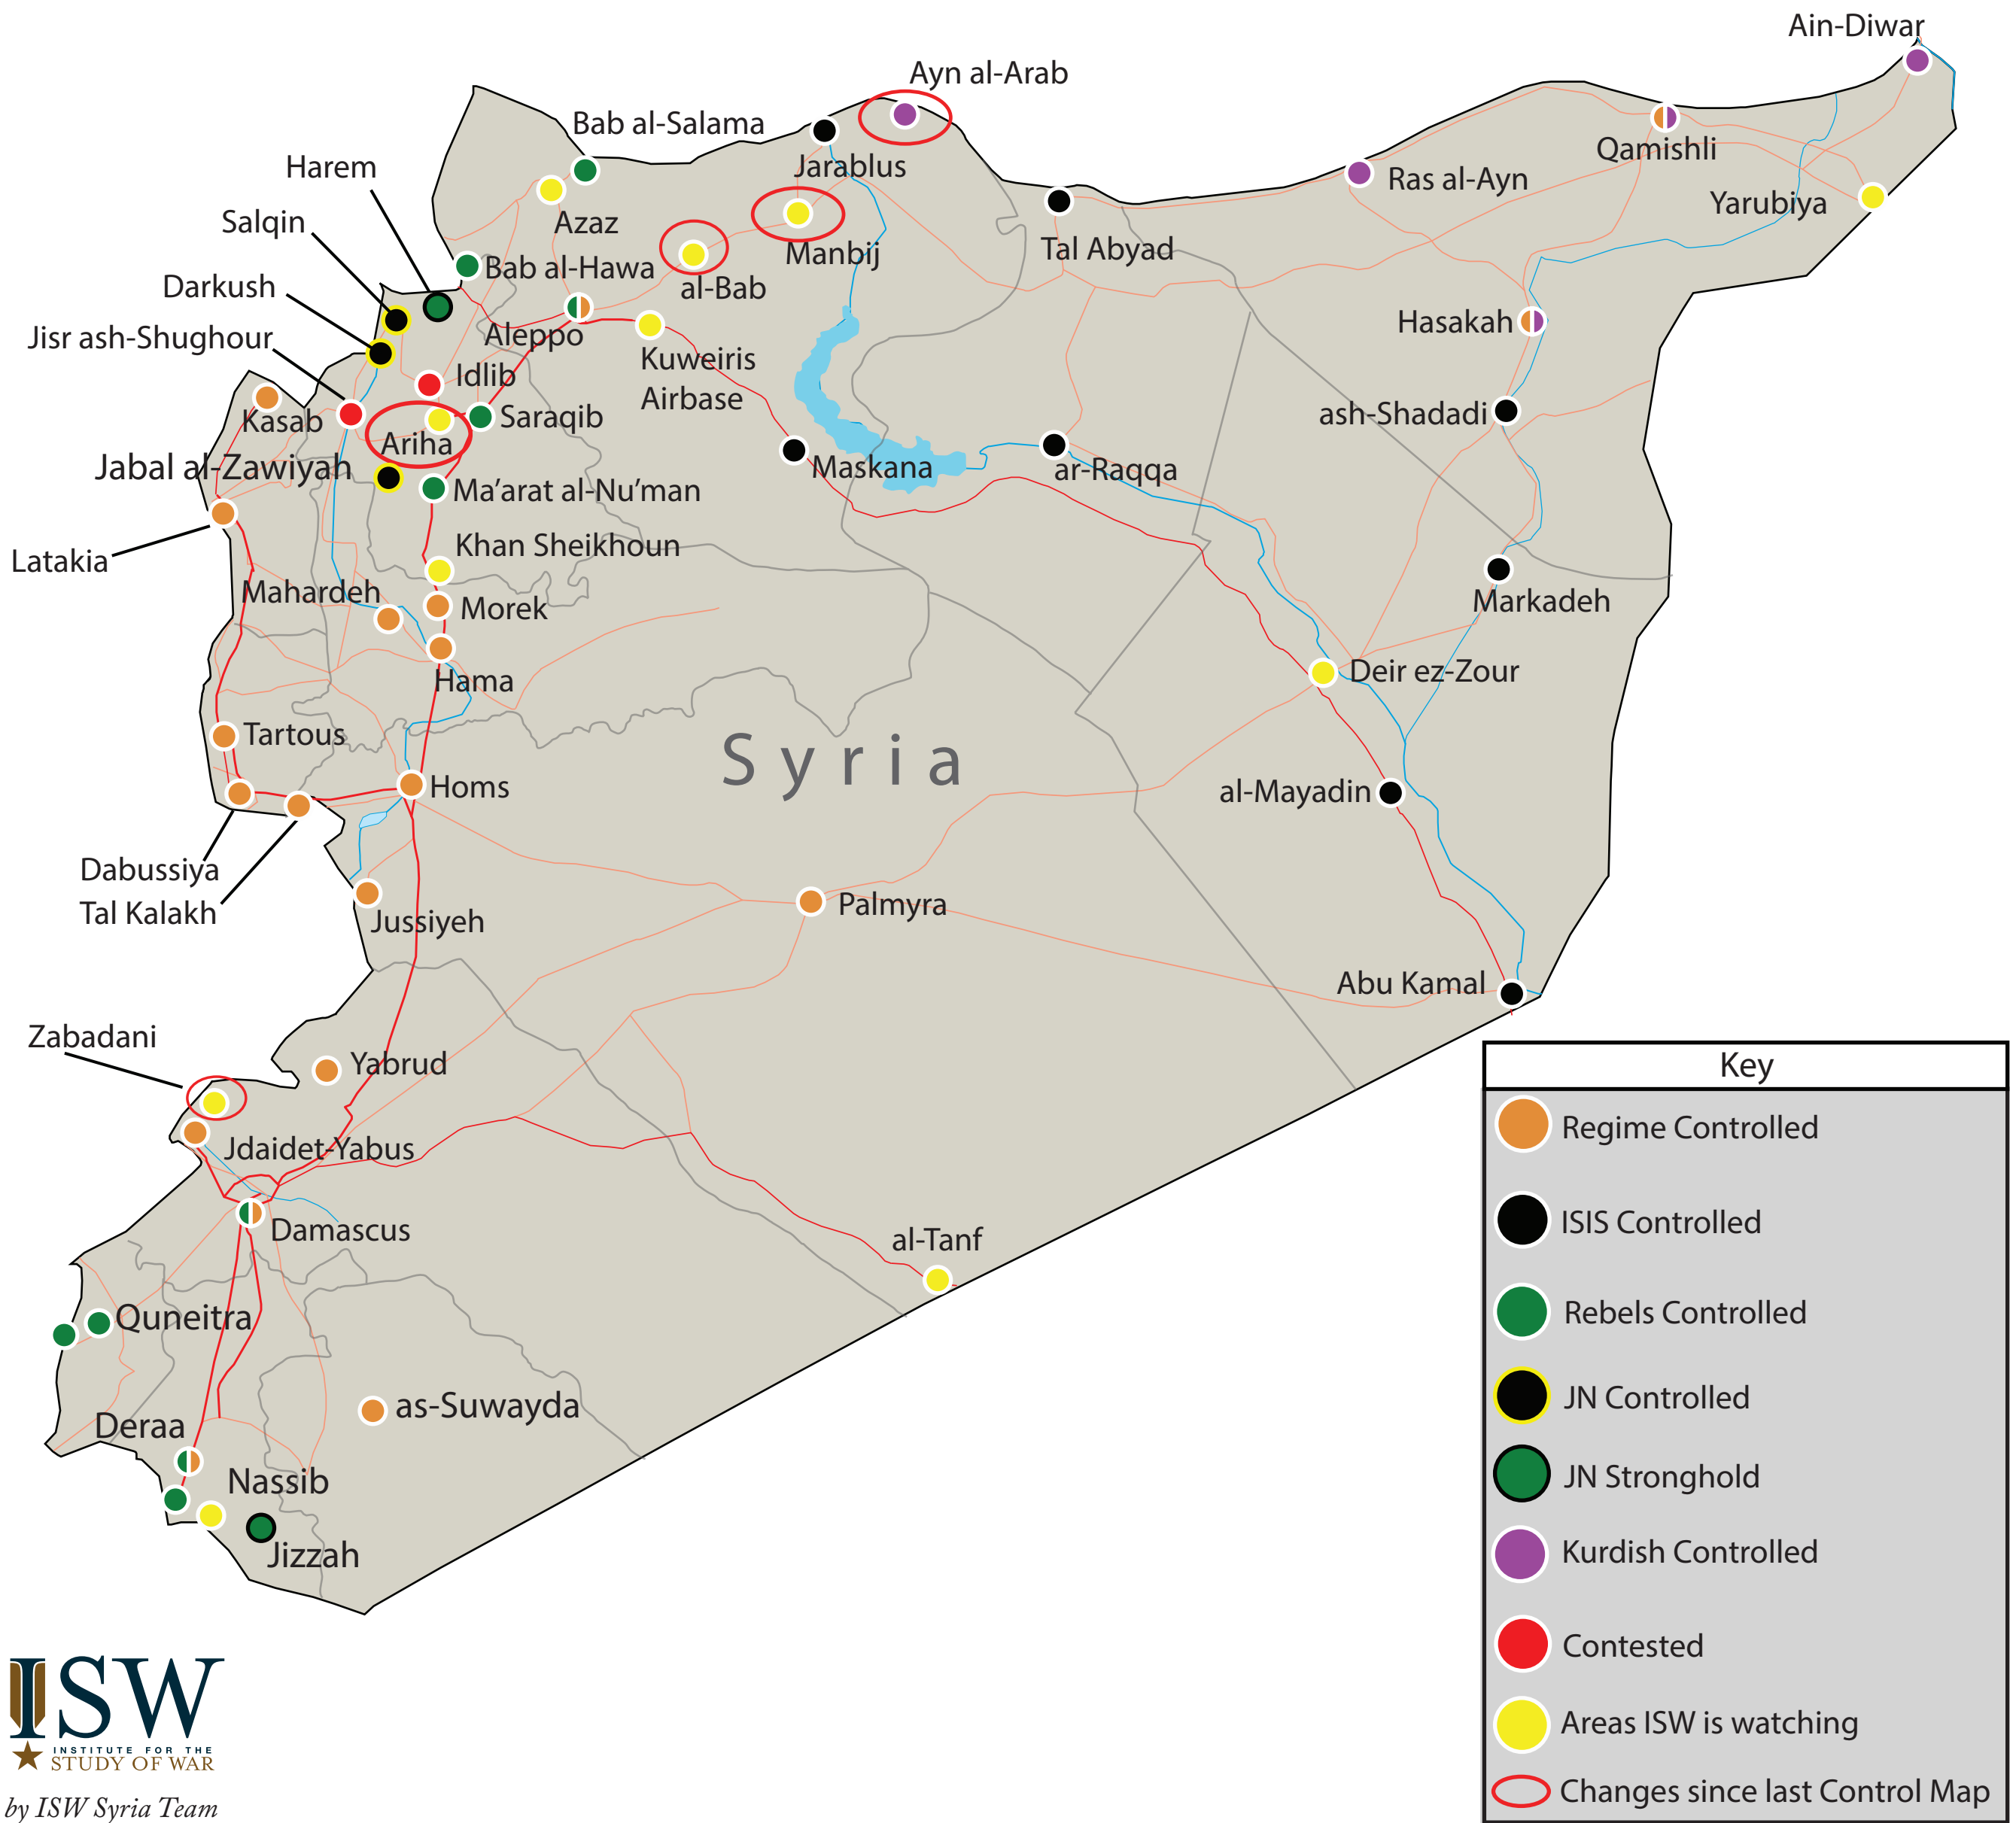 Ain-Diwar
Ayn al-Arab
Bab al-Salama
Jarablus
Qamishli
Harem
Ras al-Ayn
Yarubiya
Salqin
Azaz
Manbij
Tal Abyad
Bab al-Hawa
al-Bab
Darkush
Jisr ash-Shughour
Aleppo
Hasakah
Kuweiris
Airbase
Idlib
Kasab
Saraqib
ash-Shadadi
Ariha
Jabal al-Zawiyah
Maskana
ar-Raqqa
Ma’arat al-Nu’man
Latakia
Khan Sheikhoun
Mahardeh
Morek
Markadeh
Hama
Deir ez-Zour
Tartous
Syria
Homs
al-Mayadin
Dabussiya
Tal Kalakh
Jussiyeh
Palmyra
Abu Kamal
Zabadani
Yabrud
Jdaidet-Yabus
Damascus
al-Tanf
Quneitra
as-Suwayda
Deraa
Nassib
Jizzah
Key
Regime Controlled
ISIS Controlled
Rebels Controlled
JN Controlled
JN Stronghold
Kurdish Controlled
Contested
Areas ISW is watching
Changes since last Control Map
ISW
INSTITUTE FOR THE
STUDY OF WAR
by ISW Syria Team